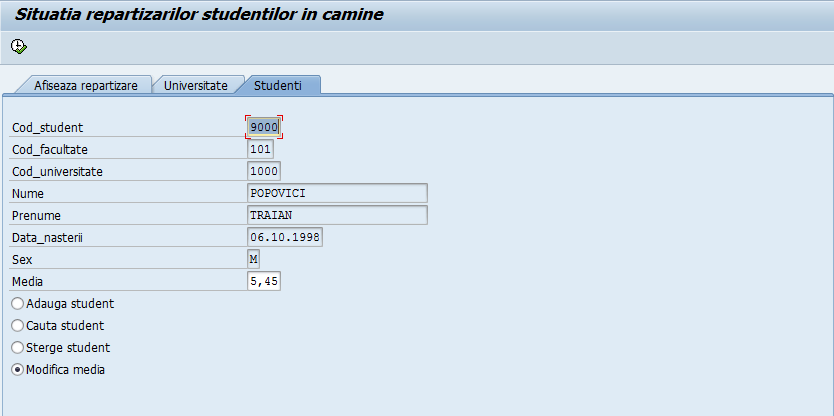 Situatia repartizarilor studentilor in camine
Afiseaza repartizare Universitate Studenti
Cod_student 9000
Cod_facultate 101
Cod_universitate 1000
Nume POPOVICI
Prenume TRAIAN
Data_nasterii 06.10.1998
Sex M
Media 5,45
Adauga student
Cauta student
Sterge student
Modifica media